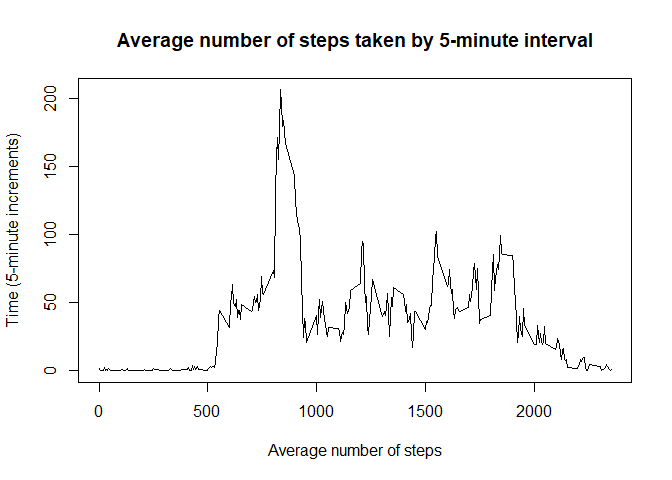 Average number of steps taken by 5-minute interval
Time (5-minute increments)
200
150
100
50
0
0 500 1000 1500 2000
Average number of steps